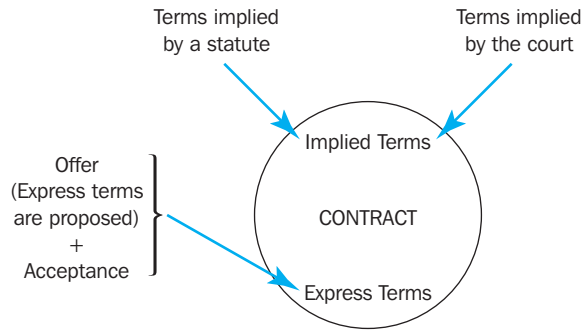 Terms implied
by a statute
Terms implied
by the court
Implied Terms
Offer
(Express terms
are proposed)
+
Acceptance
CONTRACT
Express Terms